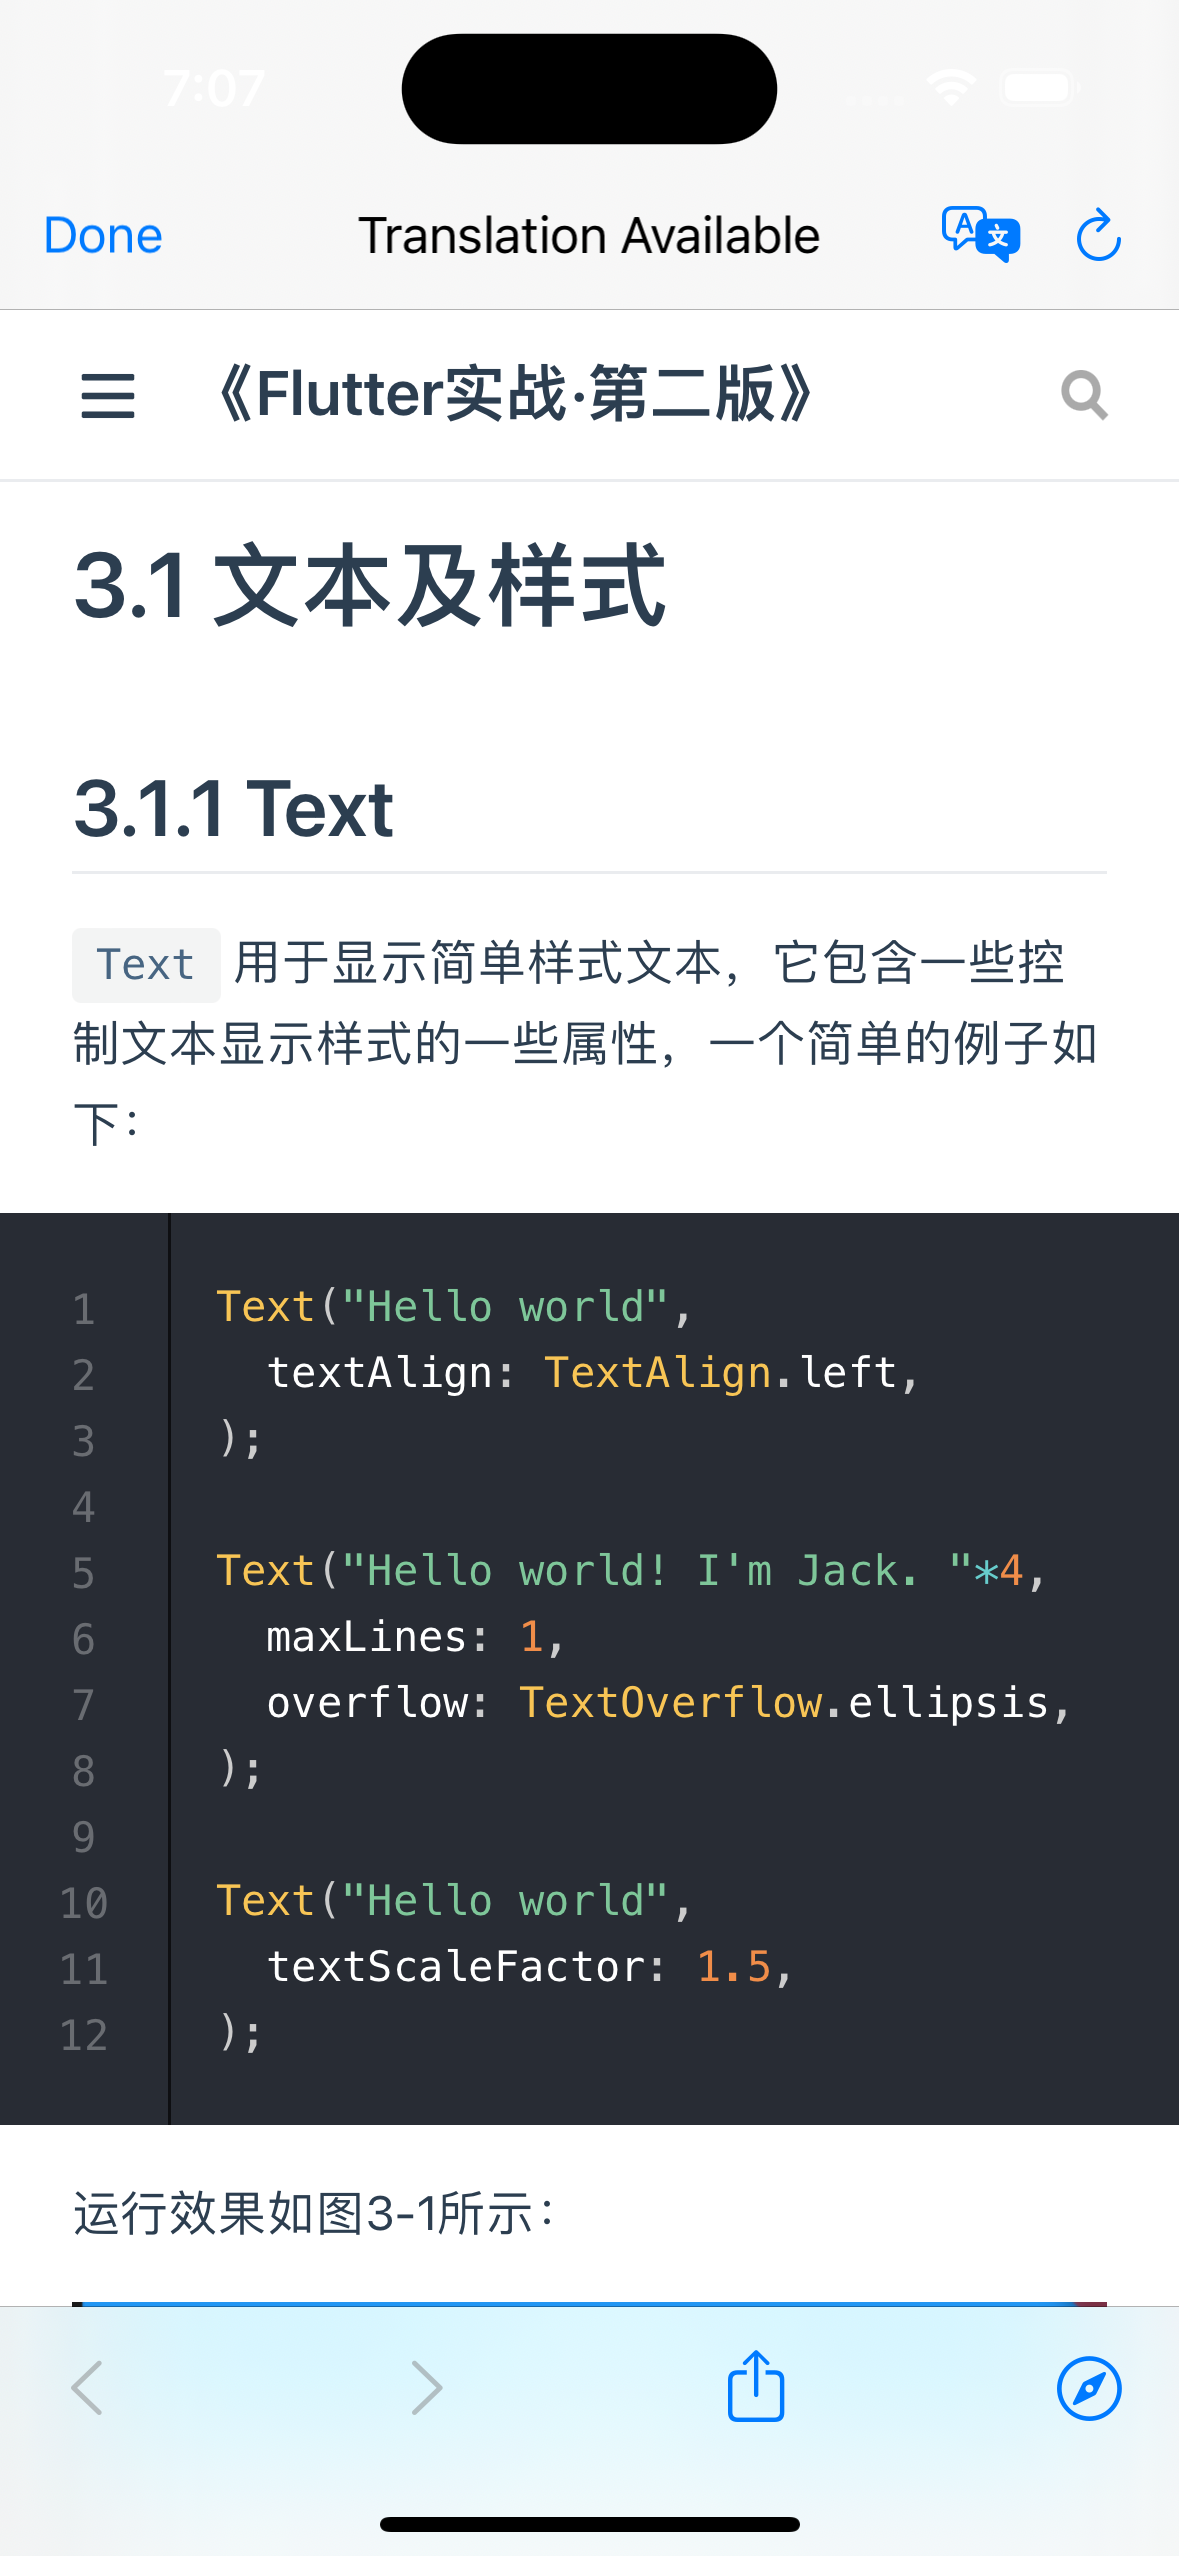 7:07
Done
Translation Available
《Flutter实战·第二版》
3.1 文本及样式
3.1.1 Text
Text 用于显示简单样式文本，它包含一些控
制文本显示样式的一些属性，一个简单的例子如
下：
1 Text("Hello world",
2   textAlign: TextAlign.left,
3 );
4
5 Text("Hello world! I'm Jack. "*4,
6   maxLines: 1,
7   overflow: TextOverflow.ellipsis,
8 );
9
10 Text("Hello world",
11   textScaleFactor: 1.5,
12 );
运行效果如图3-1所示：